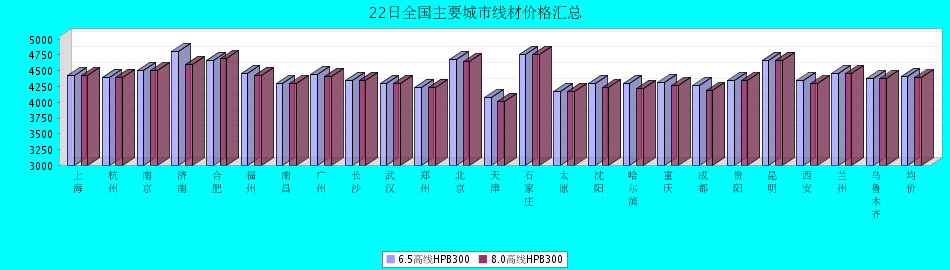 22日全国主要城市线材价格汇总
5000
4750
4500
4250
4000
3750
3500
3250
3000
上海
杭州
南京
济南
合肥
福州
南昌
广州
长沙
武汉
郑州
北京
天津
石家庄
太原
沈阳
哈尔滨
重庆
成都
贵阳
昆明
西安
兰州
乌鲁木齐
均价
6.5高线HPB300
8.0高线HPB300